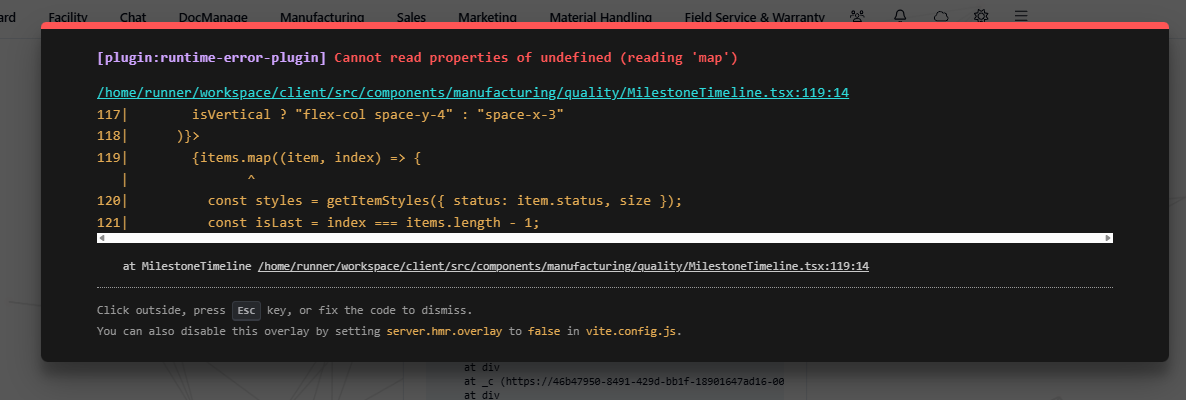 ard Facility Chat DocManage Manufacturing Sales Marketing Material Handling Field Service & Warranty
[plugin:runtime-error-plugin] Cannot read properties of undefined (reading 'map')
/home/runner/workspace/client/src/components/manufacturing/quality/MilestoneTimeline.tsx:119:14
117|        isVertical ? "flex-col space-y-4" : "space-x-3"
118|      )}>
119|        {items.map((item, index) => {
   |               ^
120|          const styles = getItemStyles({ status: item.status, size });
121|          const isLast = index === items.length - 1;
at MilestoneTimeline /home/runner/workspace/client/src/components/manufacturing/quality/MilestoneTimeline.tsx:119:14
Click outside, press Esc key, or fix the code to dismiss.
You can also disable this overlay by setting server.hmr.overlay to false in vite.config.js.
at div
at _c (https://46b47950-8491-429d-bb1f-18901647ad16-00
at div